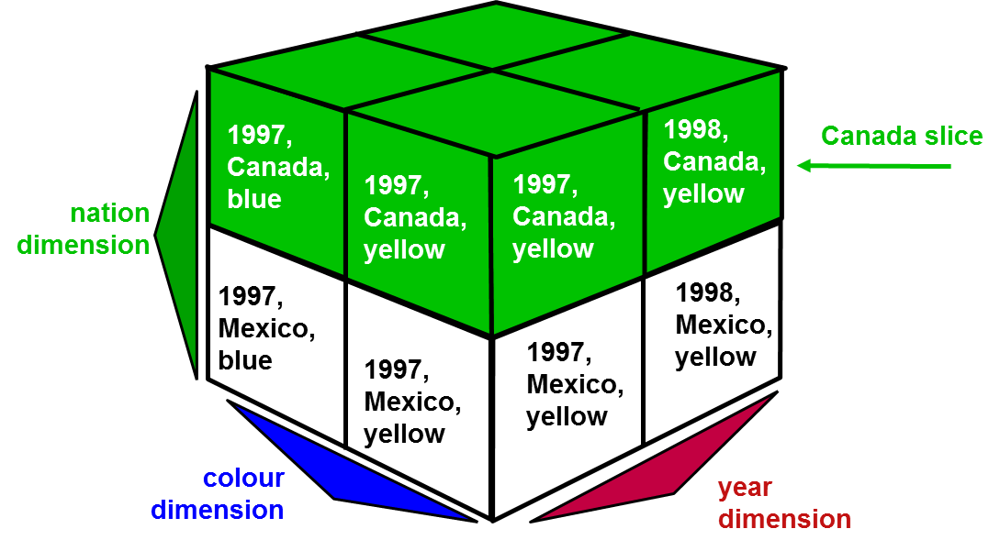 1997,
Canada,
blue
1997,
Canada,
yellow
1997,
Canada,
yellow
1998,
Canada,
yellow
Canada slice
nation
dimension
1997,
Mexico,
blue
1997,
Mexico,
yellow
1997,
Mexico,
yellow
1998,
Mexico,
yellow
colour
dimension
year
dimension